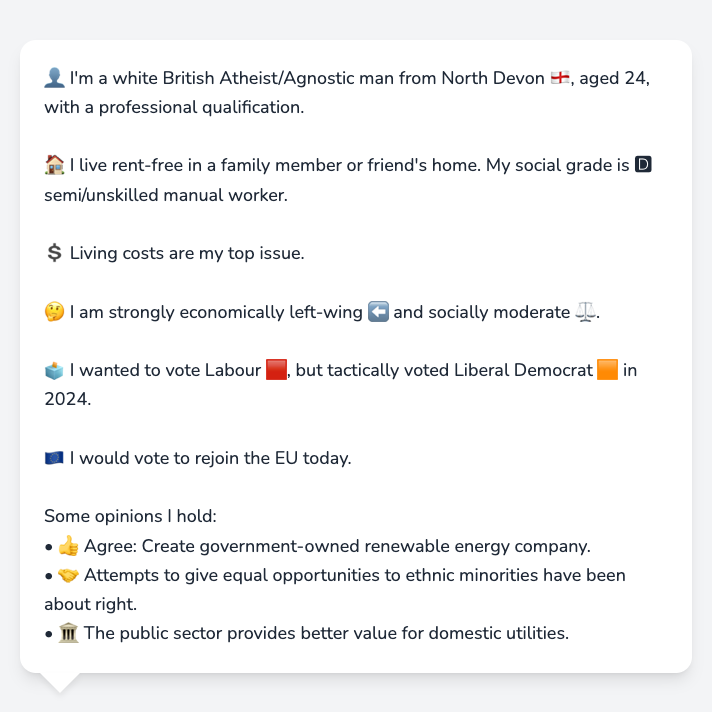 👤 I'm a white British Atheist/Agnostic man from North Devon 🏴󠁧󠁢󠁥󠁮󠁧󠁿, aged 24,
with a professional qualification.
🏠 I live rent-free in a family member or friend's home. My social grade is D
semi/unskilled manual worker.
💲 Living costs are my top issue.
🤔 I am strongly economically left-wing ⬅️ and socially moderate ⚖️.
🗳️ I wanted to vote Labour 🟥, but tactically voted Liberal Democrat 🟧 in
2024.
🇪🇺 I would vote to rejoin the EU today.
Some opinions I hold:
• 👍 Agree: Create government-owned renewable energy company.
• 🤝 Attempts to give equal opportunities to ethnic minorities have been
about right.
• 🏛️ The public sector provides better value for domestic utilities.